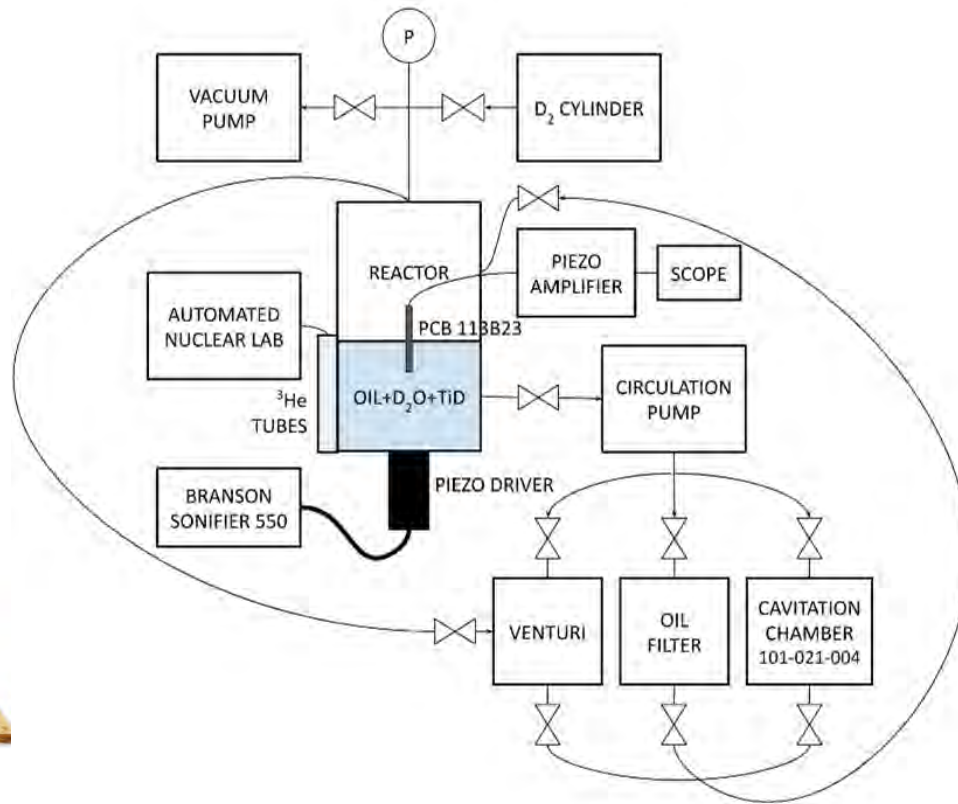 P
VACUUM
PUMP
D₂ CYLINDER
REACTOR
PIEZO
AMPLIFIER
SCOPE
AUTOMATED
NUCLEAR LAB
PCB 113B23
³He
TUBES
OIL+D₂O+TiD
CIRCULATION
PUMP
BRANSON
SONIFIER 550
PIEZO DRIVER
VENTURI
OIL
FILTER
CAVITATION
CHAMBER
101-021-004